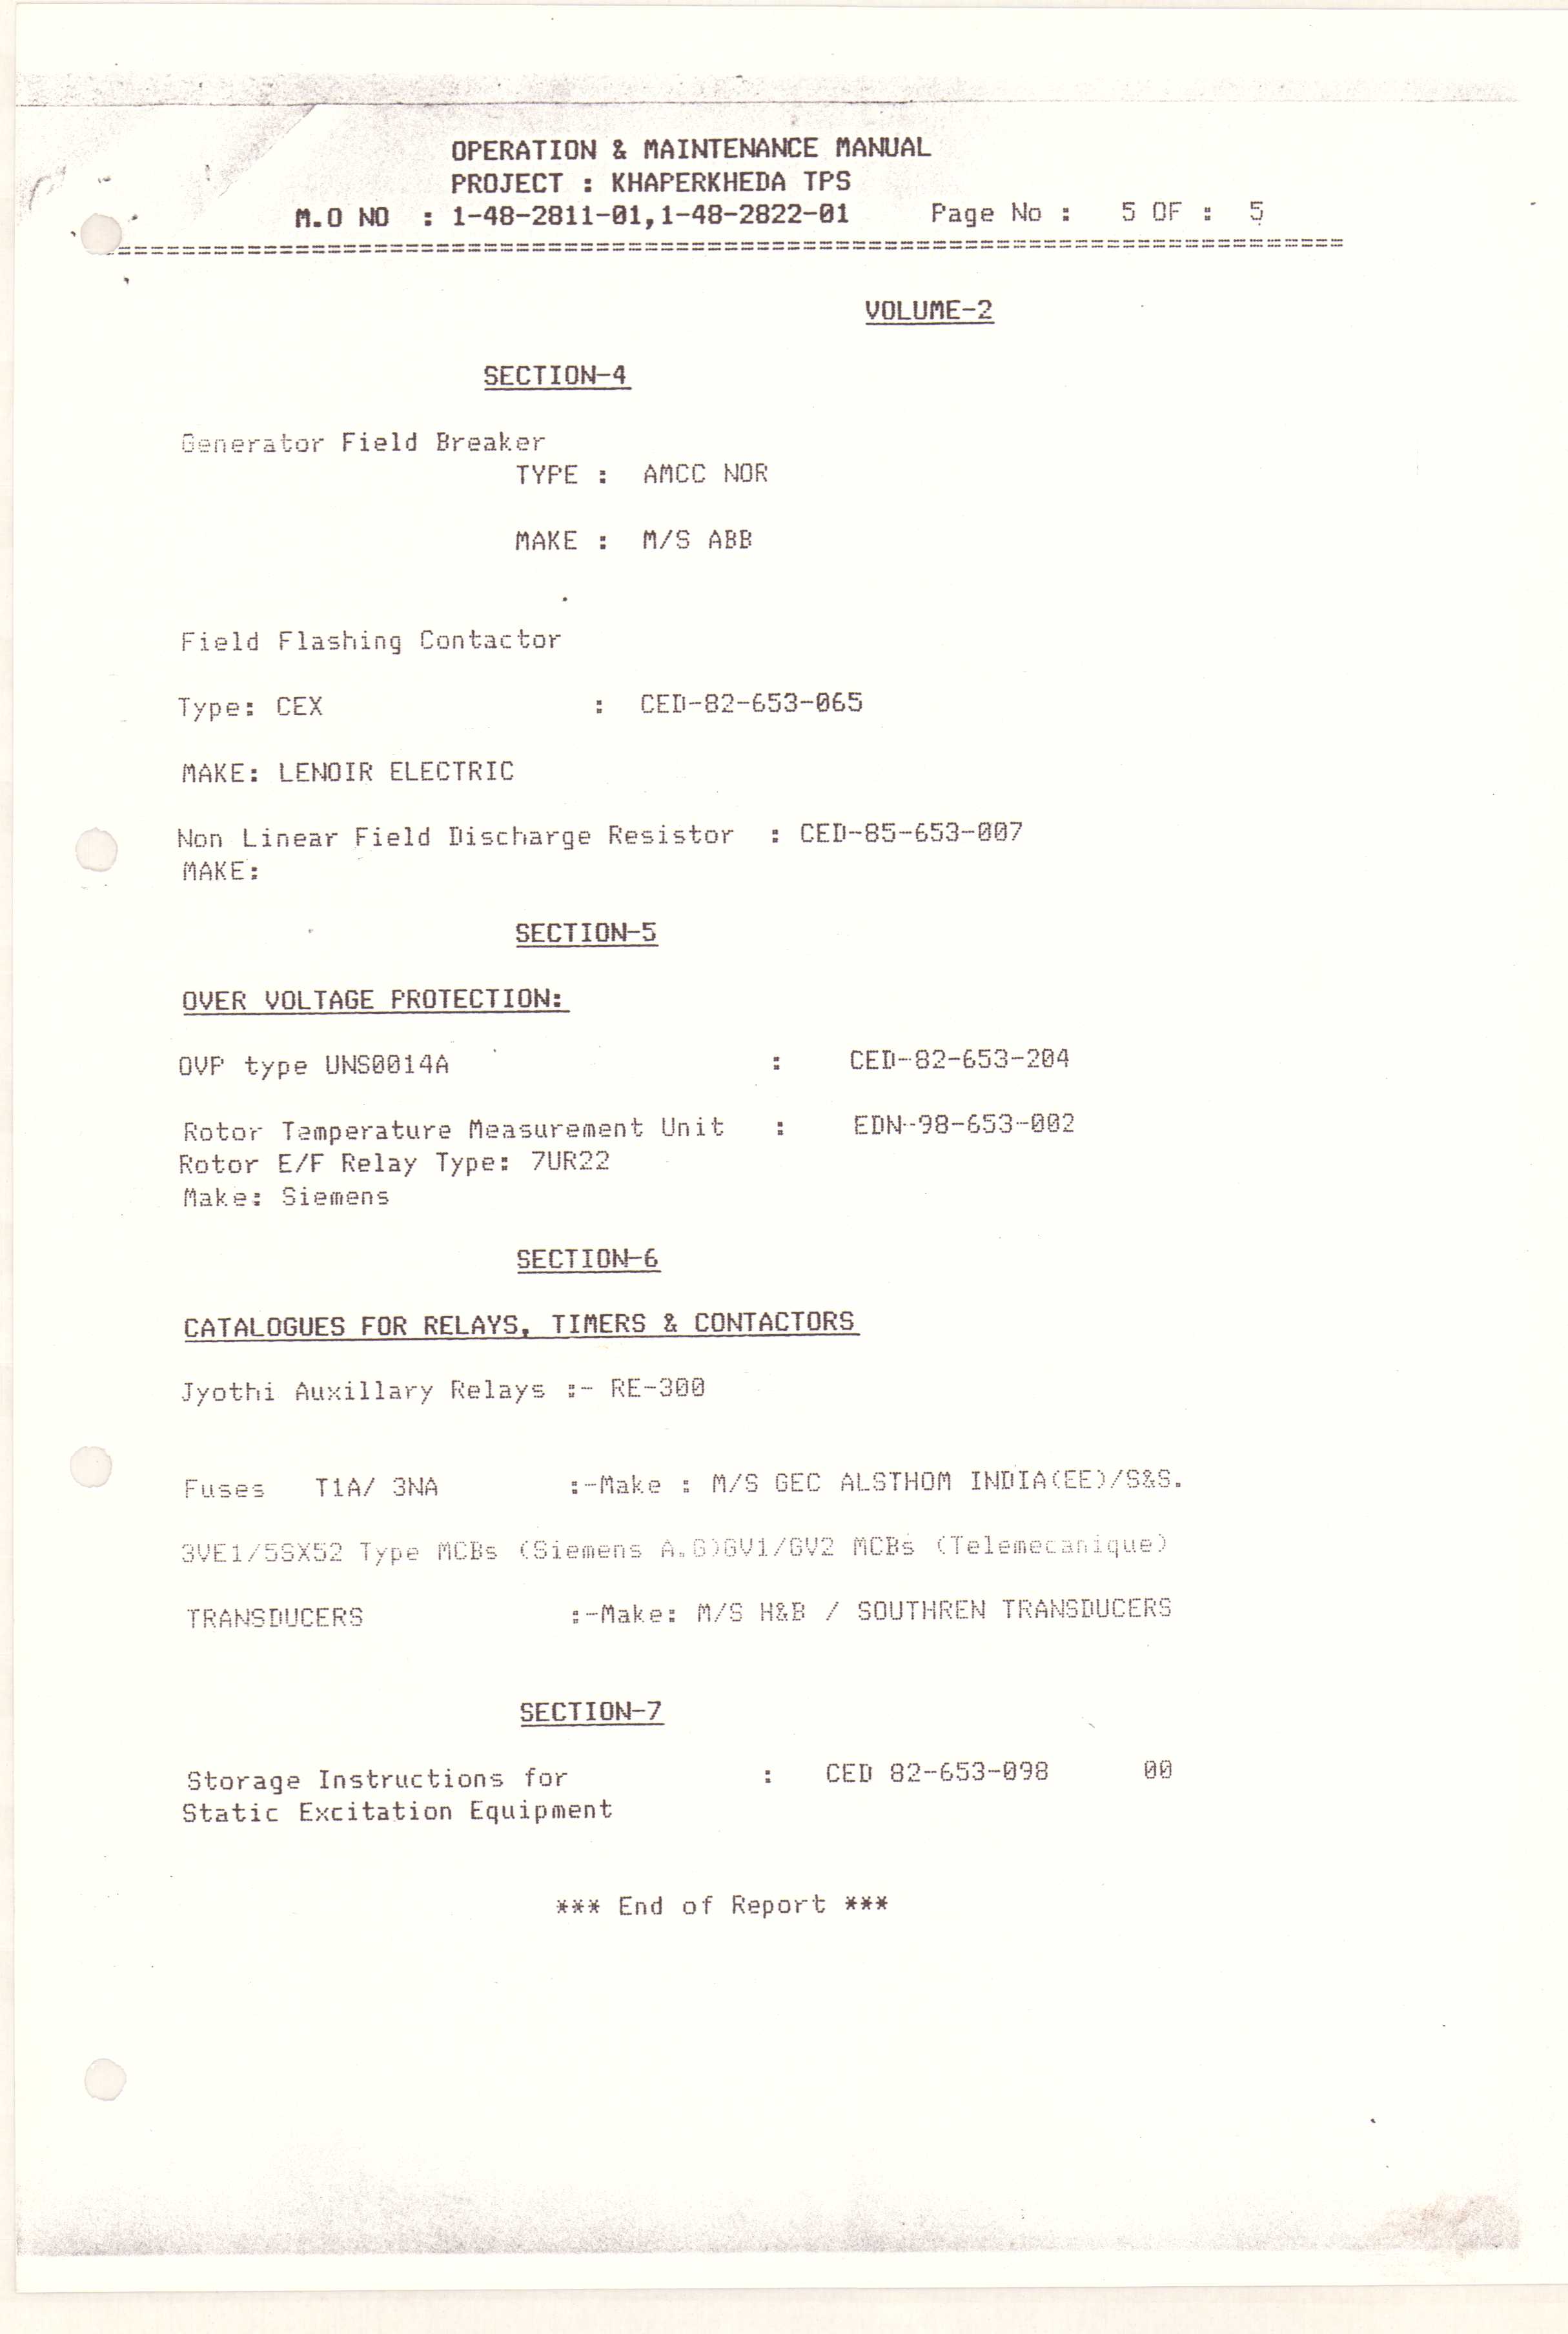 OPERATION & MAINTENANCE MANUAL
PROJECT : KHAPERKHEDA TPS
M.O NO : 1-48-2811-01,1-48-2822-01 Page No : 5 OF : 5
================================================================================
VOLUME-2
SECTION-4
Generator Field Breaker
TYPE : AMCC NOR
MAKE : M/S ABB
Field Flashing Contactor
Type: CEX : CED-82-653-065
MAKE: LENOIR ELECTRIC
Non Linear Field Discharge Resistor : CED-85-653-007
MAKE:
SECTION-5
OVER VOLTAGE PROTECTION:
OVP type UNS0014A : CED-82-653-204
Rotor Temperature Measurement Unit : EDN-98-653-002
Rotor E/F Relay Type: 7UR22
Make: Siemens
SECTION-6
CATALOGUES FOR RELAYS, TIMERS & CONTACTORS
Jyothi Auxillary Relays :- RE-300
Fuses T1A/ 3NA :-Make : M/S GEC ALSTHOM INDIA(EE)/S&S.
3VE1/5SX52 Type MCBs (Siemens A.G)GV1/GV2 MCBs (Telemecanique)
TRANSDUCERS :-Make: M/S H&B / SOUTHREN TRANSDUCERS
SECTION-7
Storage Instructions for : CED 82-653-098 00
Static Excitation Equipment
*** End of Report ***